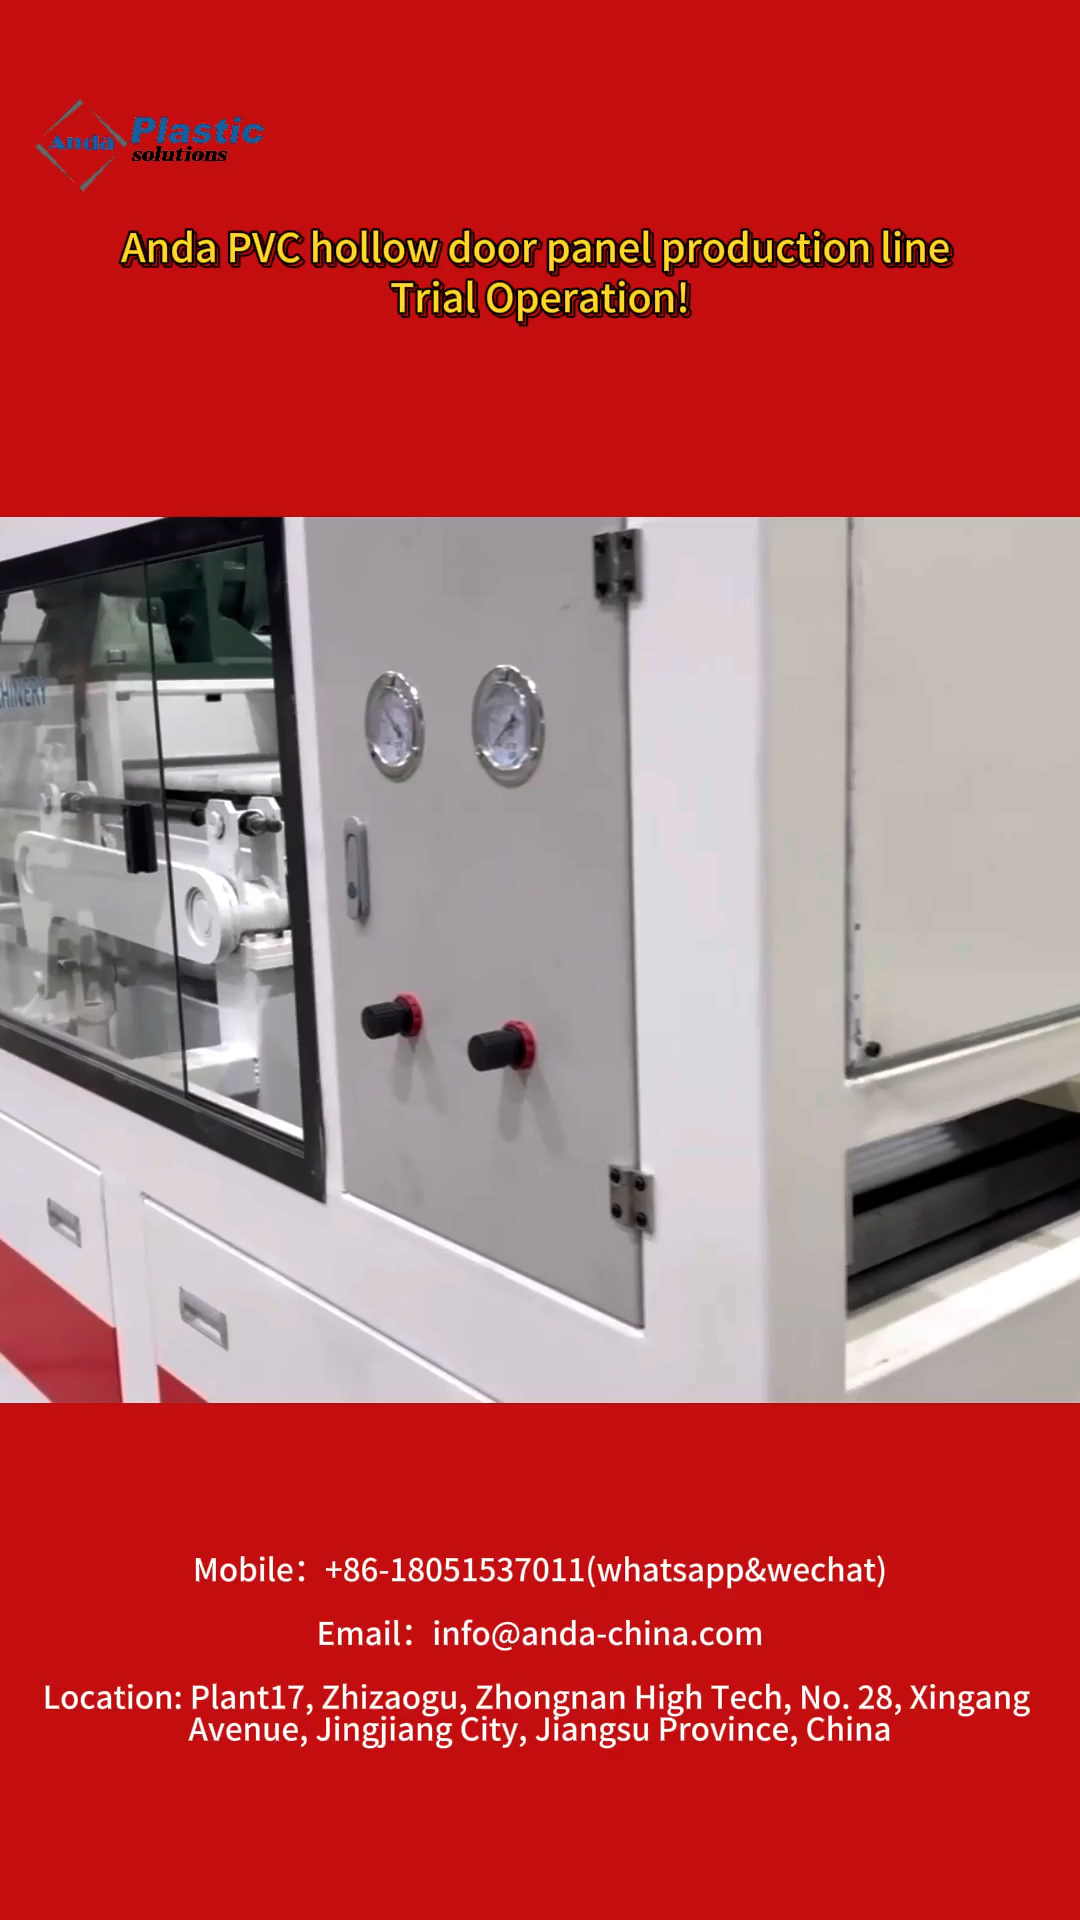 Anda
Plastic
solutions
Anda PVC hollow door panel production line
Trial Operation!
HINERY
Mobile：+86-18051537011(whatsapp&wechat)
Email：info@anda-china.com
Location: Plant17, Zhizaogu, Zhongnan High Tech, No. 28, Xingang
Avenue, Jingjiang City, Jiangsu Province, China